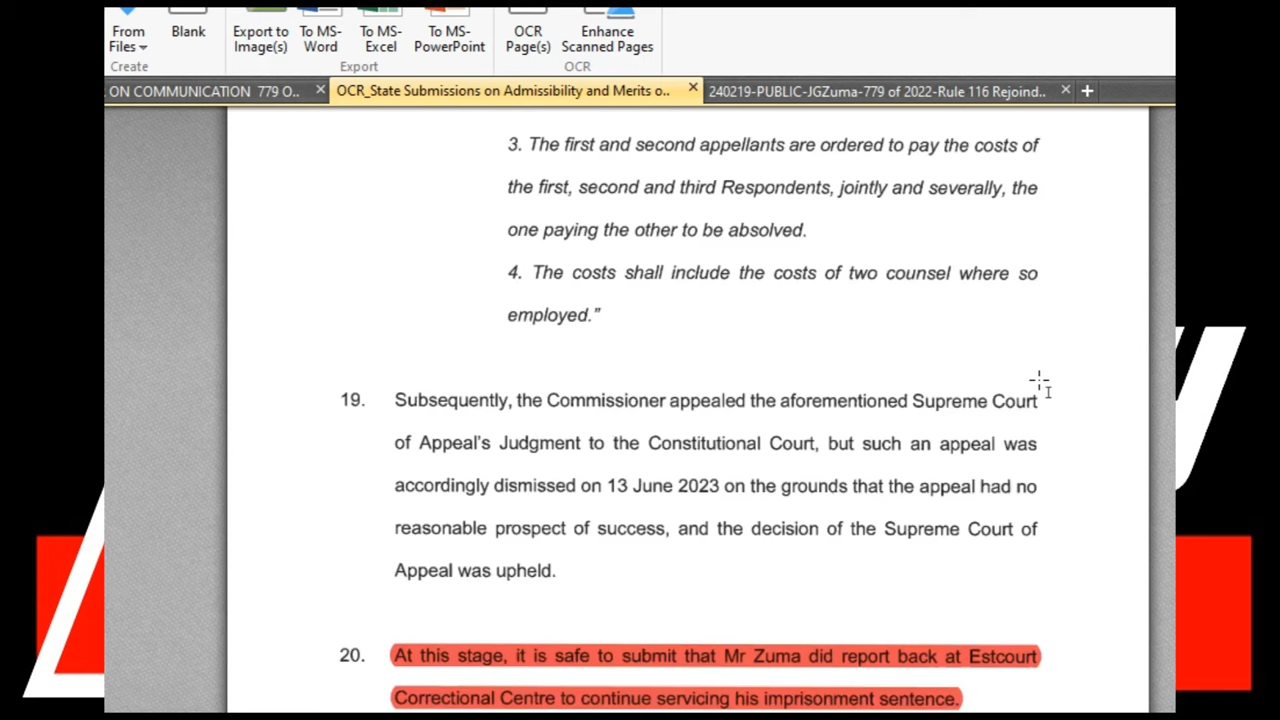 From Files
Blank
Export to Image(s)
To MS-Word
To MS-Excel
To MS-PowerPoint
OCR Page(s)
Enhance Scanned Pages
Create
Export
OCR
ON COMMUNICATION 779 O..
OCR_State Submissions on Admissibility and Merits o..
240219-PUBLIC-JGZuma-779 of 2022-Rule 116 Rejoind..
3. The first and second appellants are ordered to pay the costs of
the first, second and third Respondents, jointly and severally, the
one paying the other to be absolved.
4. The costs shall include the costs of two counsel where so
employed."
19. Subsequently, the Commissioner appealed the aforementioned Supreme Court
of Appeal's Judgment to the Constitutional Court, but such an appeal was
accordingly dismissed on 13 June 2023 on the grounds that the appeal had no
reasonable prospect of success, and the decision of the Supreme Court of
Appeal was upheld.
20. At this stage, it is safe to submit that Mr Zuma did report back at Estcourt
Correctional Centre to continue servicing his imprisonment sentence.